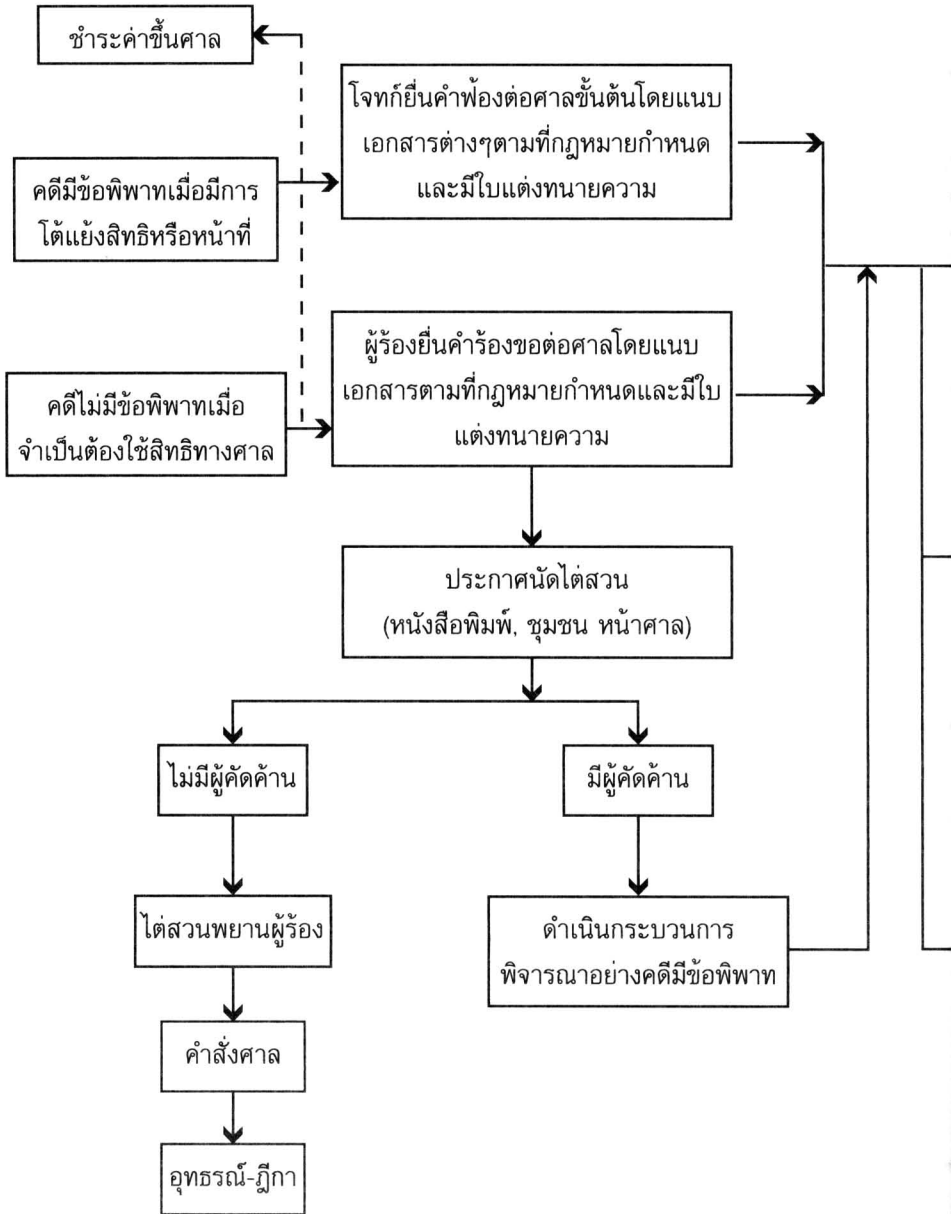 ชำระค่าขึ้นศาล
โจทก์ยื่นคำฟ้องต่อศาลชั้นต้นโดยแนบ
เอกสารต่างๆตามที่กฎหมายกำหนด
และมีใบแต่งทนายความ
คดีมีข้อพิพาทเมื่อมีการ
โต้แย้งสิทธิหรือหน้าที่
ผู้ร้องยื่นคำร้องขอต่อศาลโดยแนบ
เอกสารตามที่กฎหมายกำหนดและมีใบ
แต่งทนายความ
คดีไม่มีข้อพิพาทเมื่อ
จำเป็นต้องใช้สิทธิทางศาล
ประกาศนัดไต่สวน
(หนังสือพิมพ์, ชุมชน หน้าศาล)
ไม่มีผู้คัดค้าน
มีผู้คัดค้าน
ไต่สวนพยานผู้ร้อง
ดำเนินกระบวนการ
พิจารณาอย่างคดีมีข้อพิพาท
คำสั่งศาล
อุทธรณ์-ฎีกา